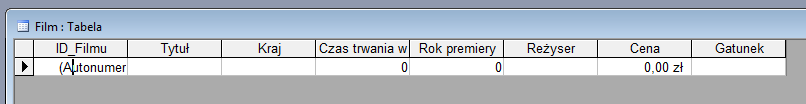 Film : Tabela
ID_Filmu Tytuł Kraj Czas trwania w Rok premiery Reżyser Cena Gatunek
(Autonumer 0 0 0,00 zł